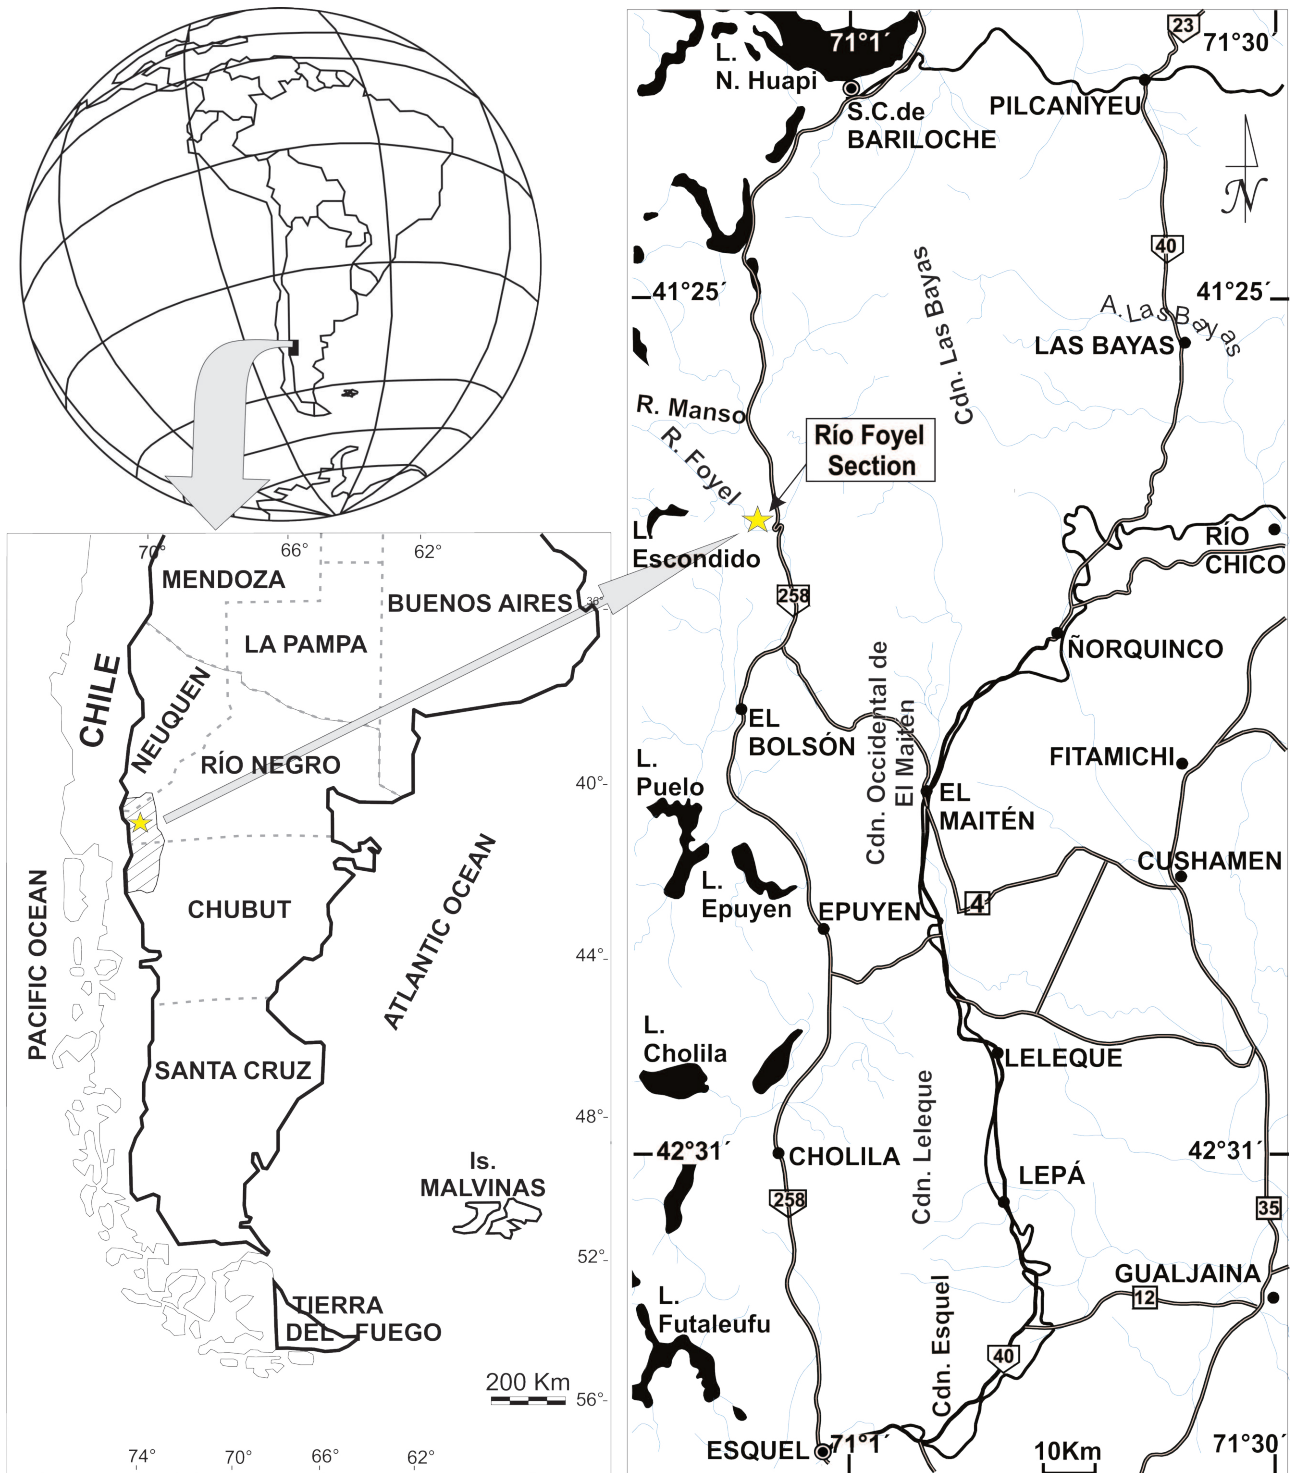 70°
66°
62°
MENDOZA
BUENOS AIRES
36°
LA PAMPA
CHILE
NEUQUEN
RÍO NEGRO
40°
CHUBUT
PACIFIC OCEAN
ATLANTIC OCEAN
44°
SANTA CRUZ
48°
Is.
MALVINAS
52°
TIERRA
DEL FUEGO
200 Km
56°
74°
70°
66°
62°
23
71°1´
71°30´
L.
N. Huapi
S.C.de
BARILOCHE
PILCANIYEU
N
40
Cdn. Las Bayas
41°25´
41°25´
A. Las Bayas
LAS BAYAS
R. Manso
R. Foyel
Río Foyel
Section
L.
Escondido
RÍO
CHICO
258
ÑORQUINCO
Cdn. Occidental de
El Maiten
EL
BOLSÓN
FITAMICHI
L.
Puelo
EL
MAITÉN
CUSHAMEN
L.
Epuyen
EPUYEN
4
L.
Cholila
LELEQUE
Cdn. Leleque
42°31´
42°31´
CHOLILA
LEPÁ
258
35
GUALJAINA
12
L.
Futaleufu
Cdn. Esquel
40
ESQUEL
71°1´
10Km
71°30´